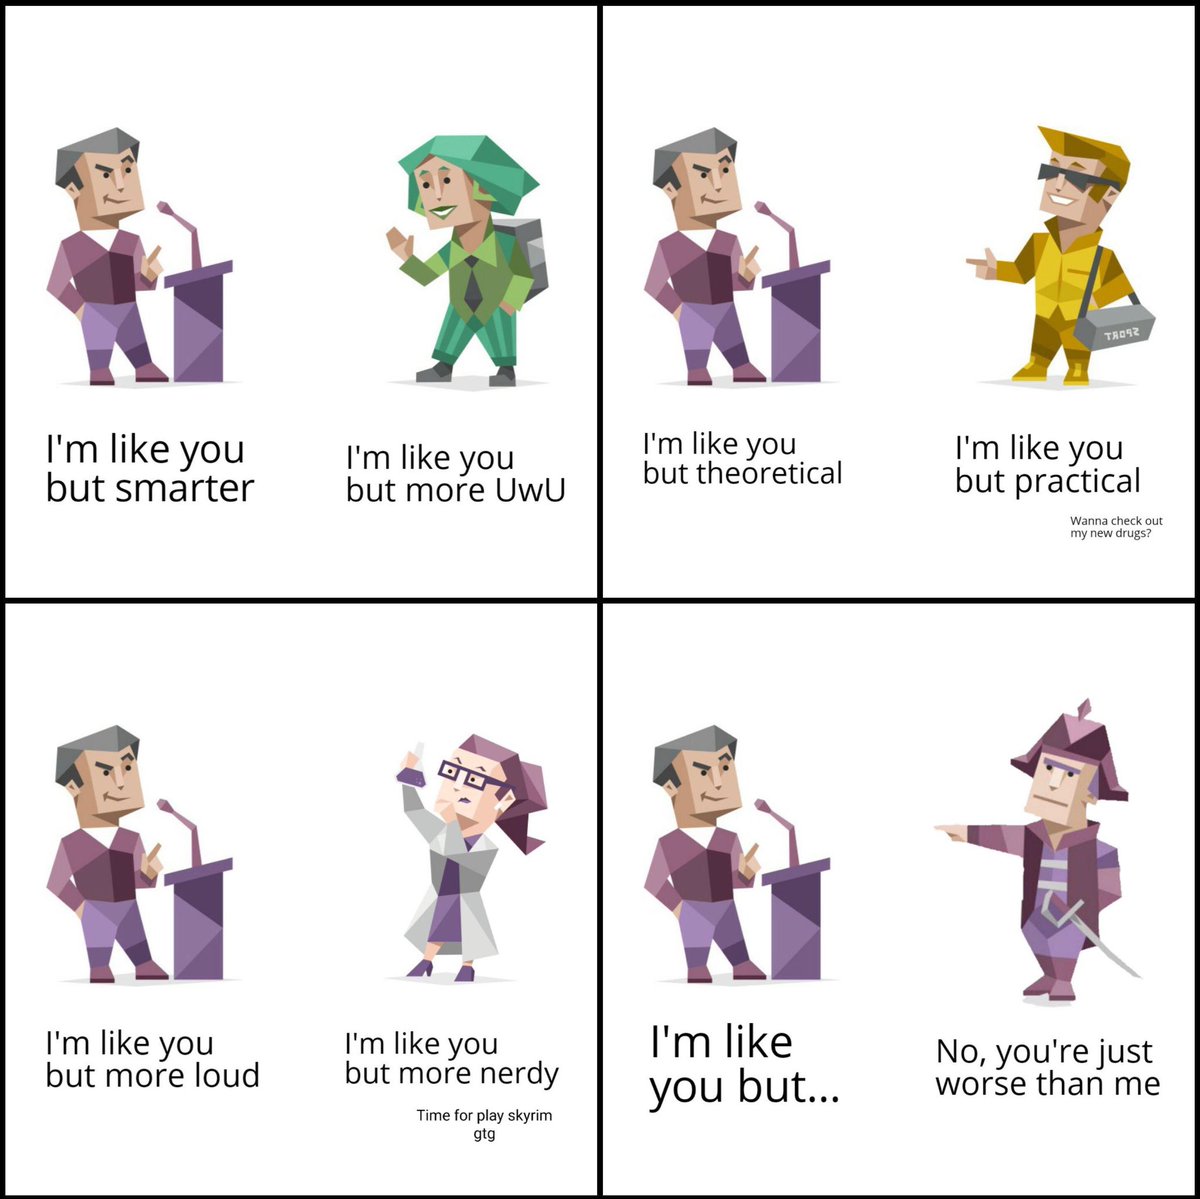 I'm like you
but smarter
I'm like you
but more UwU
I'm like you
but theoretical
SPORT
I'm like you
but practical
Wanna check out
my new drugs?
I'm like you
but more loud
I'm like you
but more nerdy
Time for play skyrim
gtg
I'm like
you but...
No, you're just
worse than me